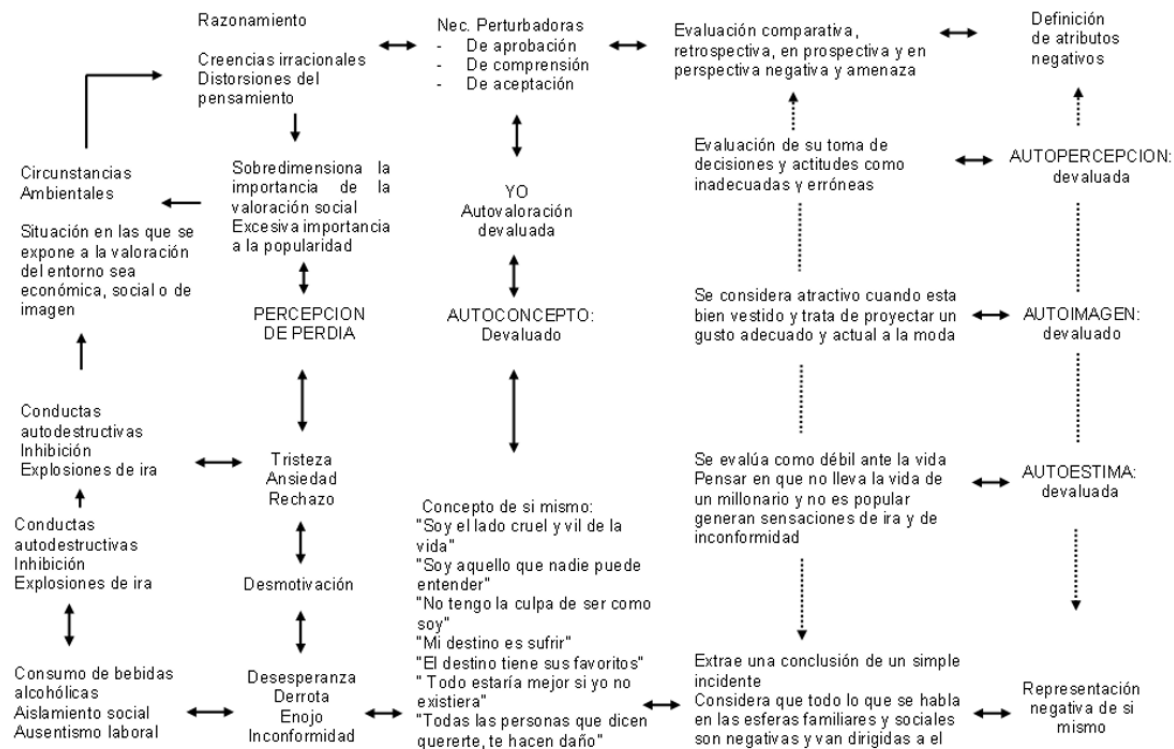 Razonamiento
Creencias irracionales
Distorsiones del
pensamiento
Nec. Perturbadoras
- De aprobación
- De comprensión
- De aceptación
Evaluación comparativa,
retrospectiva, en prospectiva y en
perspectiva negativa y amenaza
Definición
de atributos
negativos
Circunstancias
Ambientales
Situación en las que se
expone a la valoración
del entorno sea
económica, social o de
imagen
Sobredimensiona la
importancia de la
valoración social
Excesiva importancia
a la popularidad
YO
Autovaloración
devaluada
Evaluación de su toma de
decisiones y actitudes como
inadecuadas y erróneas
AUTOPERCEPCION:
devaluada
PERCEPCION
DE PERDIA
AUTOCONCEPTO:
Devaluado
Se considera atractivo cuando esta
bien vestido y trata de proyectar un
gusto adecuado y actual a la moda
AUTOIMAGEN:
devaluado
Conductas
autodestructivas
Inhibición
Explosiones de ira
Tristeza
Ansiedad
Rechazo
Se evalúa como débil ante la vida
Pensar en que no lleva la vida de
un millonario y no es popular
generan sensaciones de ira y de
inconformidad
AUTOESTIMA:
devaluada
Conductas
autodestructivas
Inhibición
Explosiones de ira
Desmotivación
Concepto de si mismo:
"Soy el lado cruel y vil de la
vida"
"Soy aquello que nadie puede
entender"
"No tengo la culpa de ser como
soy"
"Mi destino es sufrir"
"El destino tiene sus favoritos"
" Todo estaría mejor si yo no
existiera"
"Todas las personas que dicen
quererte, te hacen daño"
Consumo de bebidas
alcohólicas
Aislamiento social
Ausentismo laboral
Desesperanza
Derrota
Enojo
Inconformidad
Extrae una conclusión de un simple
incidente
Considera que todo lo que se habla
en las esferas familiares y sociales
son negativas y van dirigidas a el
Representación
negativa de si
mismo